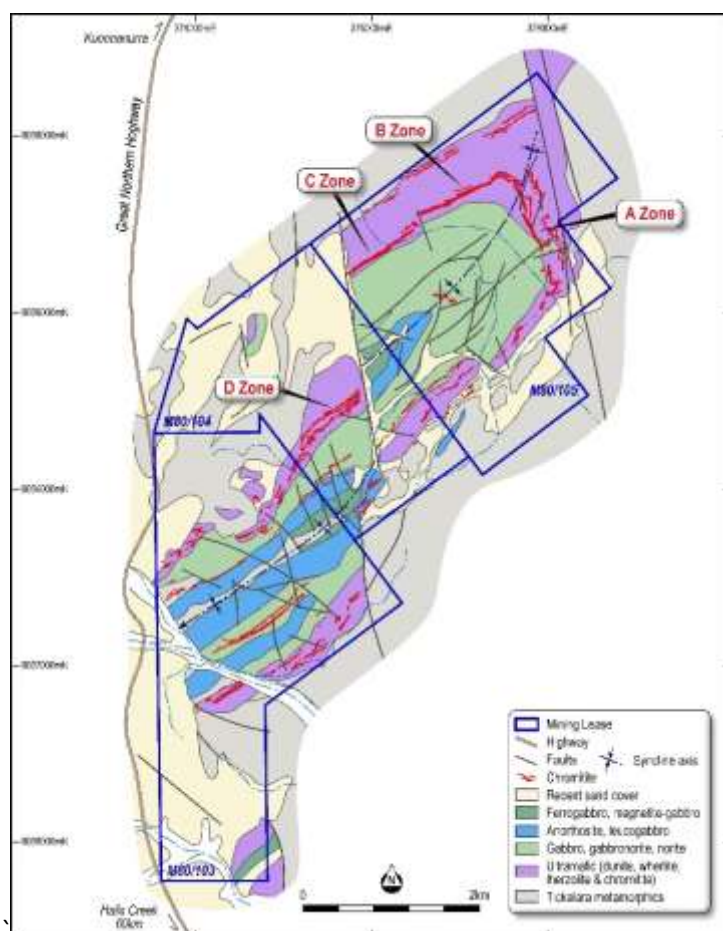 Kununurra
Great Northern Highway
B Zone
C Zone
A Zone
D Zone
M80/104
M80/105
M80/103
Halls Creek
60km
N
0
2km
Mining Lease
Highway
Faults
Syncline axis
Chromitite
Recent sand cover
Ferrogabbro, magnetite-gabbro
Anorthosite, leucogabbro
Gabbro, gabbronorite, norite
Ultramafic (dunite, wherlite,
lherzolite & chromitite)
Tickalara metamorphics